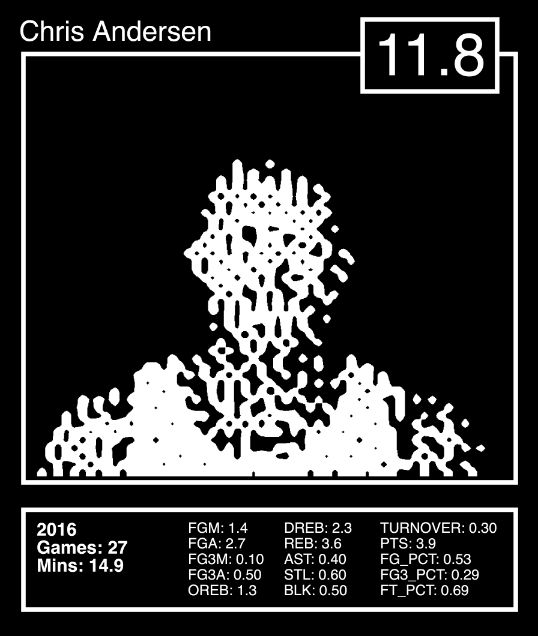 Chris Andersen
11.8
2016
Games: 27
Mins: 14.9
FGM: 1.4
FGA: 2.7
FG3M: 0.10
FG3A: 0.50
OREB: 1.3
DREB: 2.3
REB: 3.6
AST: 0.40
STL: 0.60
BLK: 0.50
TURNOVER: 0.30
PTS: 3.9
FG_PCT: 0.53
FG3_PCT: 0.29
FT_PCT: 0.69